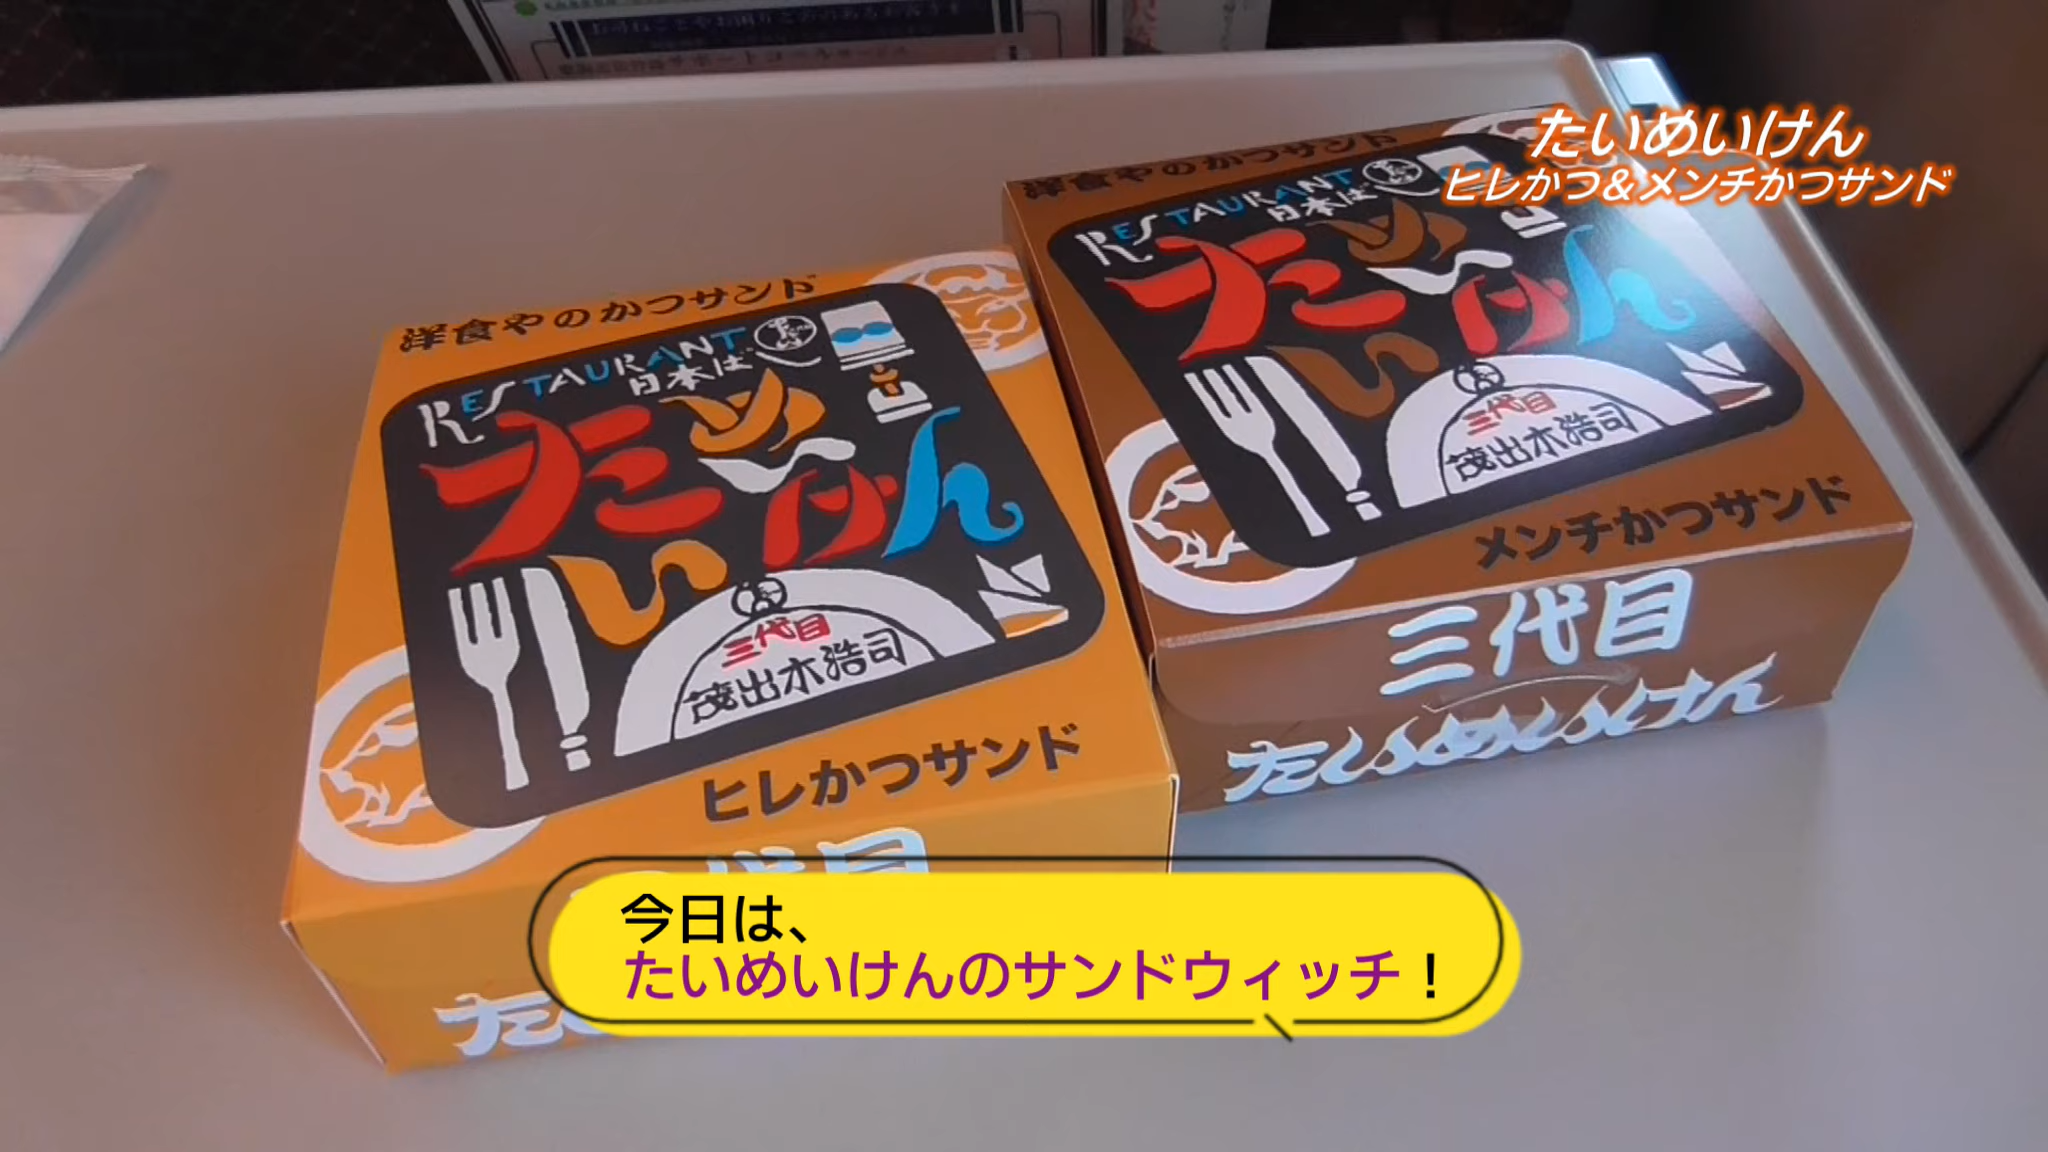 たいめいけん
ヒレかつ&メンチかつサンド
洋食やのかつサンド
RESTAURANT
日本ばし
たいめいけん
三代目
茂出木浩司
メンチかつサンド
三代目
たいめいけん
洋食やのかつサンド
RESTAURANT
日本ばし
たいめいけん
三代目
茂出木浩司
ヒレかつサンド
今日は、
たいめいけんのサンドウィッチ！